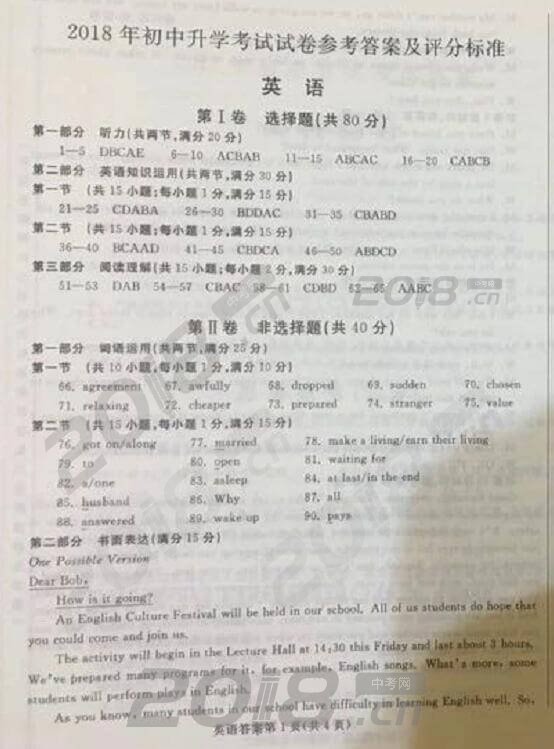 2018年初中升学考试试卷参考答案及评分标准
英 语
第Ⅰ卷 选择题(共80分)
第一部分 听力(共两节,满分20分)
1—5 DBCAE 6—10 ACBAB 11—15 ABCAC 16—20 CABCB
第二部分 英语知识运用(共两节,满分30分)
第一节 (共15小题;每小题1分,满分15分)
21—25 CDABA 26—30 BDDAC 31—35 CBABD
第二节 (共15小题;每小题1分,满分15分)
36—40 BCAAD 41—45 CBDCA 46—50 ABDCD
第三部分 阅读理解(共15小题;每小题2分,满分30分)
51—53 DAB 54—57 CBAC 58—61 CDBD 62—65 AABC
第Ⅱ卷 非选择题(共40分)
第一部分 词语运用(共两节,满分25分)
第一节 (共10小题,每小题1分,满分10分)
66. agreement 67. awfully 68. dropped 69. sudden 70. chosen
71. relaxing 72. cheaper 73. prepared 74. stranger 75. value
第二节 (共15小题,每小题1分,满分15分)
76. got on/along 77. married 78. make a living/earn their living
79. to 80. open 81. waiting for
82. a/one 83. asleep 84. at last/in the end
85. husband 86. Why 87. all
88. answered 89. wake up 90. pays
第二部分 书面表达(满分15分)
One Possible Version
Dear Bob,
How is it going?
An English Culture Festival will be held in our school. All of us students do hope that
you could come and join us.
The activity will begin in the Lecture Hall at 14:30 this Friday and last about 3 hours.
We've prepared many programs for it, for example, English songs. What's more, some
students will perform plays in English.
As you know, many students in our school have difficulty in learning English well. So,
英语答案第1页(共4页)
中考网
2018.cn